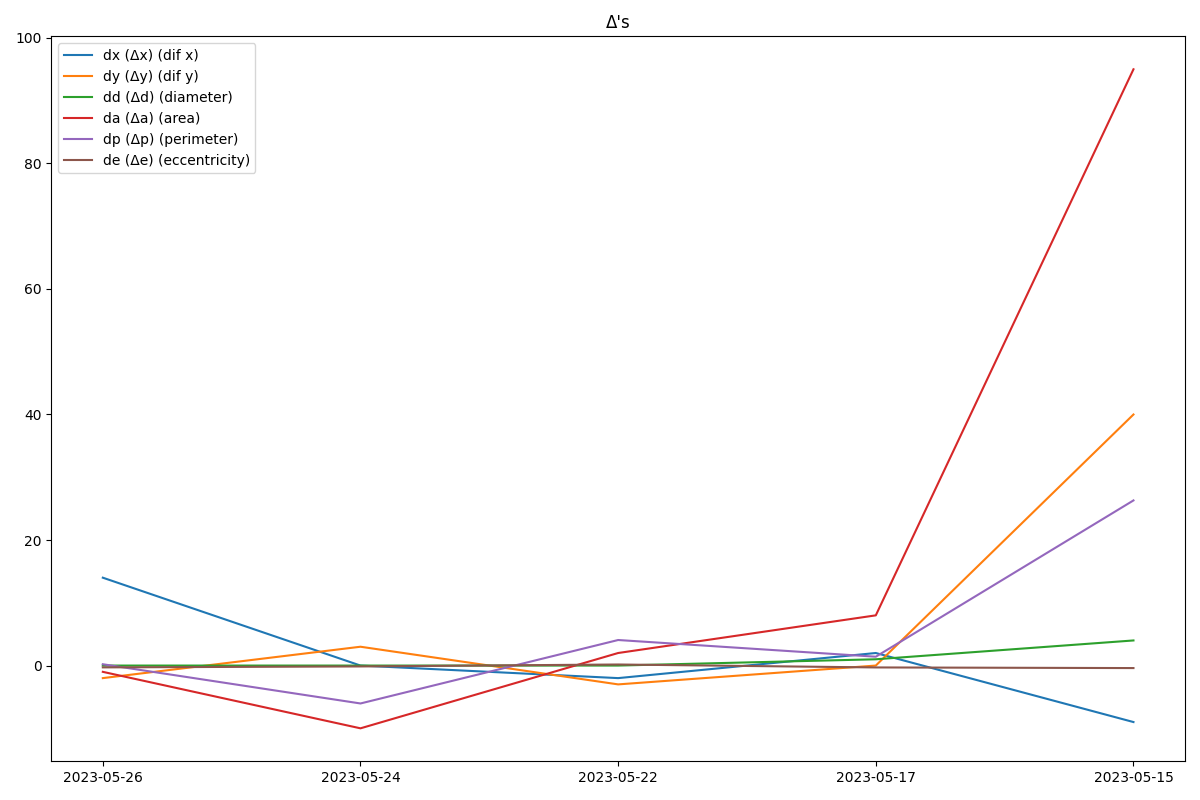 Δ's
dx (Δx) (dif x)
dy (Δy) (dif y)
dd (Δd) (diameter)
da (Δa) (area)
dp (Δp) (perimeter)
de (Δe) (eccentricity)
100
80
60
40
20
0
2023-05-26 2023-05-24 2023-05-22 2023-05-17 2023-05-15